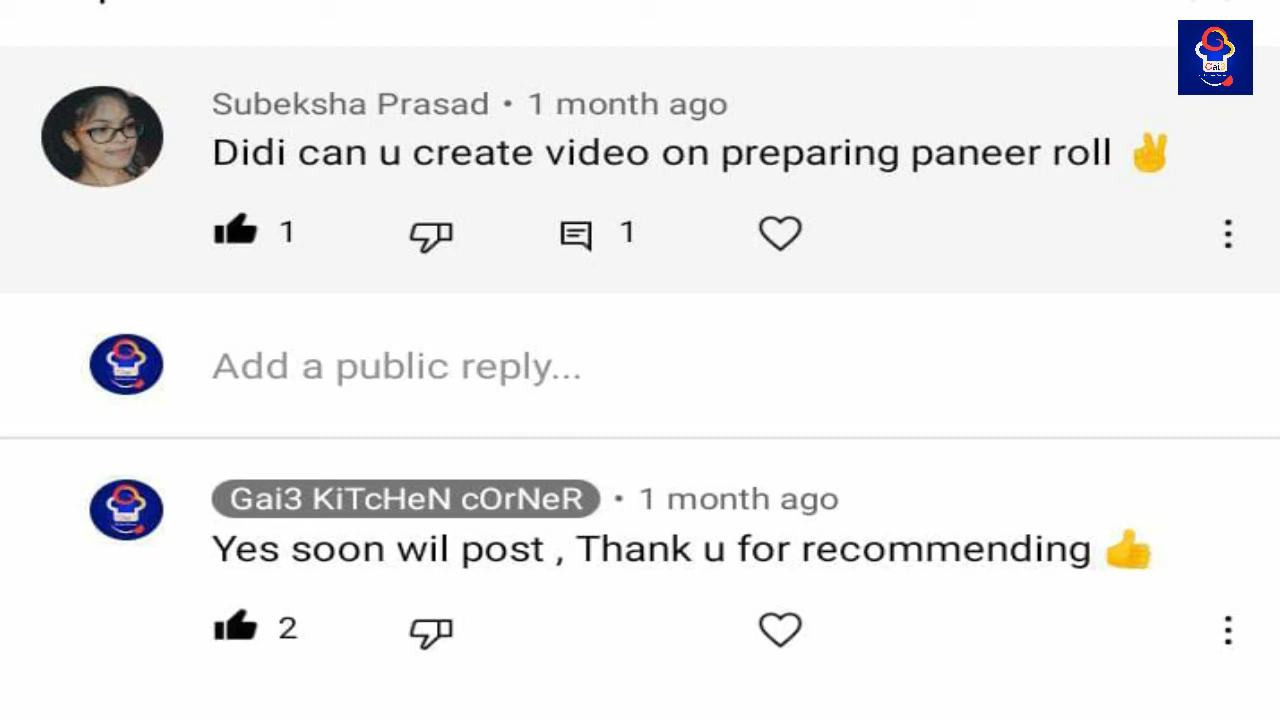 Subeksha Prasad • 1 month ago
Didi can u create video on preparing paneer roll ✌️
1 1
Add a public reply...
Gai3 KiTcHeN cOrNeR • 1 month ago
Yes soon wil post , Thank u for recommending 👍
2